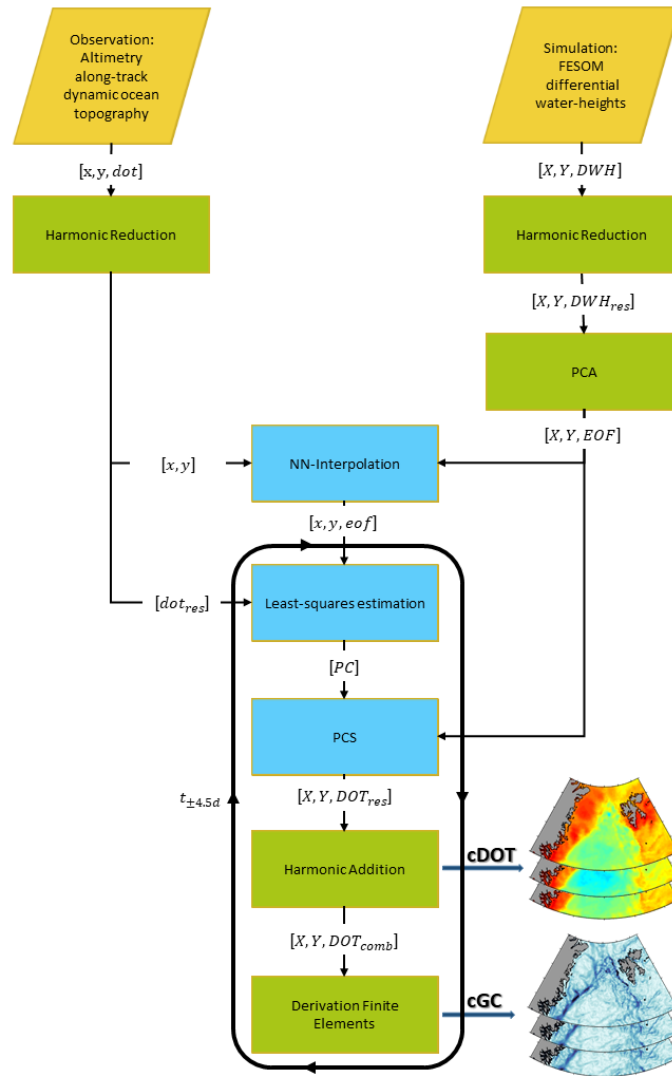 Observation:
Altimetry
along-track
dynamic ocean
topography
Simulation:
FESOM
differential
water-heights
[x,y,dot]
[X,Y,DWH]
Harmonic Reduction
Harmonic Reduction
[X,Y,DWH_res]
PCA
[X,Y,EOF]
[x,y]
NN-Interpolation
[x,y,eof]
[dot_res]
Least-squares estimation
[PC]
PCS
t_±4.5d
[X,Y,DOT_res]
Harmonic Addition
cDOT
[X,Y,DOT_comb]
Derivation Finite
Elements
cGC